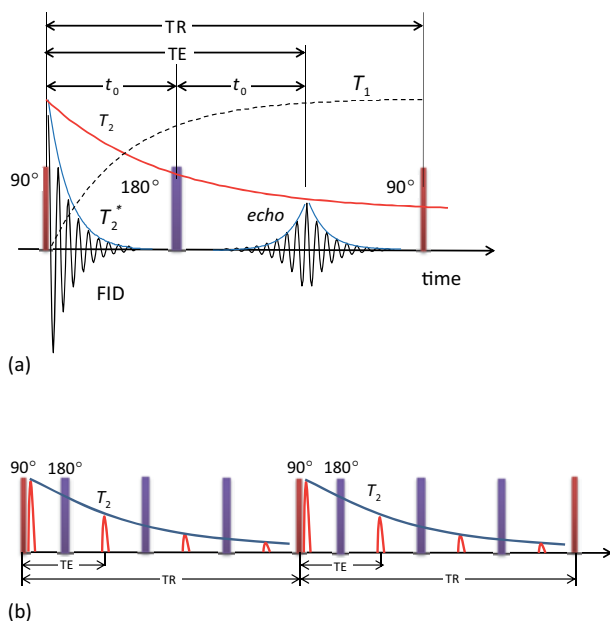 TR
TE
t₀ t₀
T₁
T₂
90° 180° 90°
T₂* echo
time
FID
(a)
90° 180° 90° 180°
T₂ T₂
TE TE
TR TR
(b)